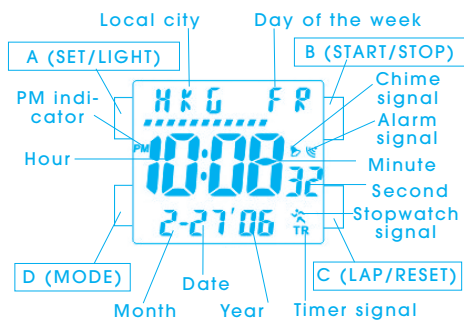 Local city
Day of the week
A (SET/LIGHT)
B (START/STOP)
HKG FR
Chime
signal
PM indi-
cator
Alarm
signal
PM
10:08
Hour
Minute
32
Second
2-27'06
Stopwatch
signal
TR
D (MODE)
C (LAP/RESET)
Date
Month
Year
Timer signal